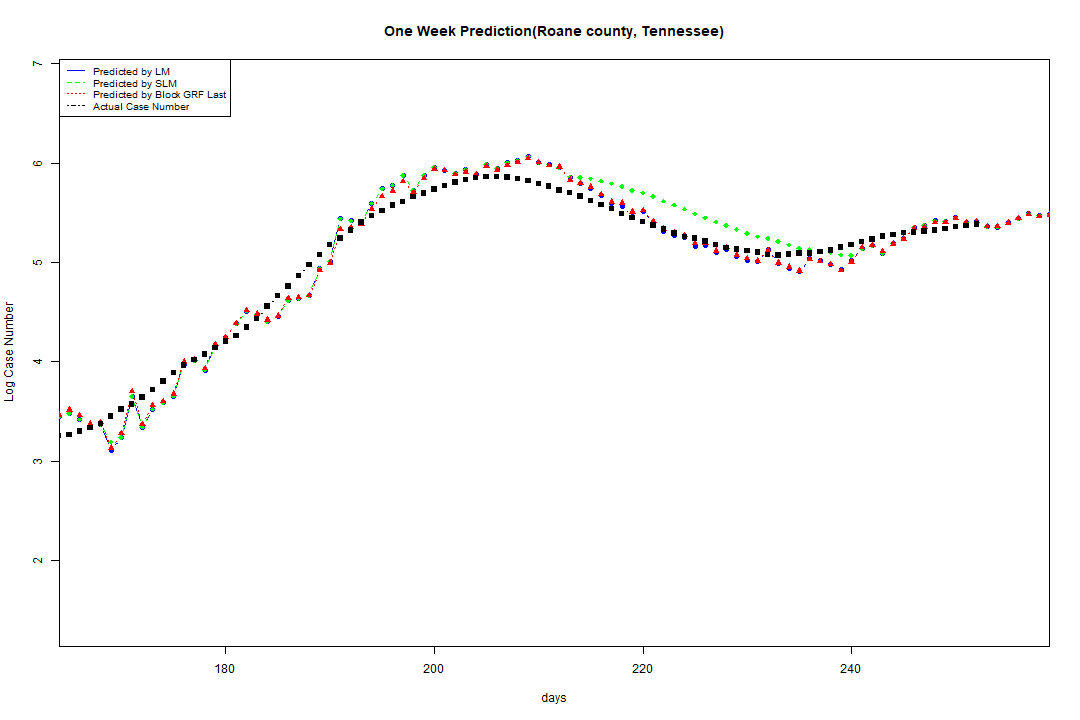 One Week Prediction(Roane county, Tennessee)
Predicted by LM
Predicted by SLM
Predicted by Block GRF Last
Actual Case Number
7
6
5
4
3
2
Log Case Number
180 200 220 240
days